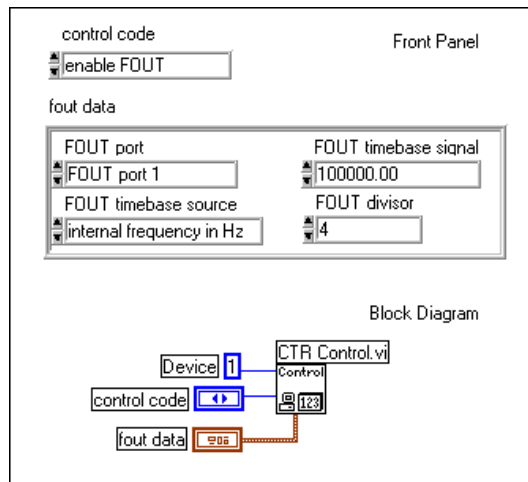 control code
Front Panel
enable FOUT
fout data
FOUT port
FOUT timebase signal
FOUT port 1
100000.00
FOUT timebase source
FOUT divisor
internal frequency in Hz
4
Block Diagram
CTR Control.vi
Device 1
Control
control code
123
fout data